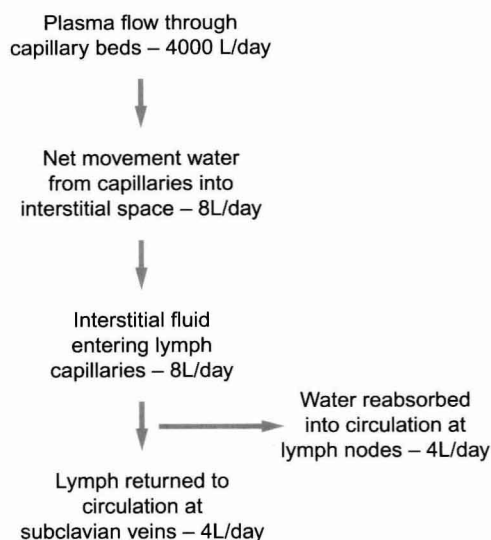 Plasma flow through
capillary beds – 4000 L/day
Net movement water
from capillaries into
interstitial space – 8L/day
Interstitial fluid
entering lymph
capillaries – 8L/day
Water reabsorbed
into circulation at
lymph nodes – 4L/day
Lymph returned to
circulation at
subclavian veins – 4L/day